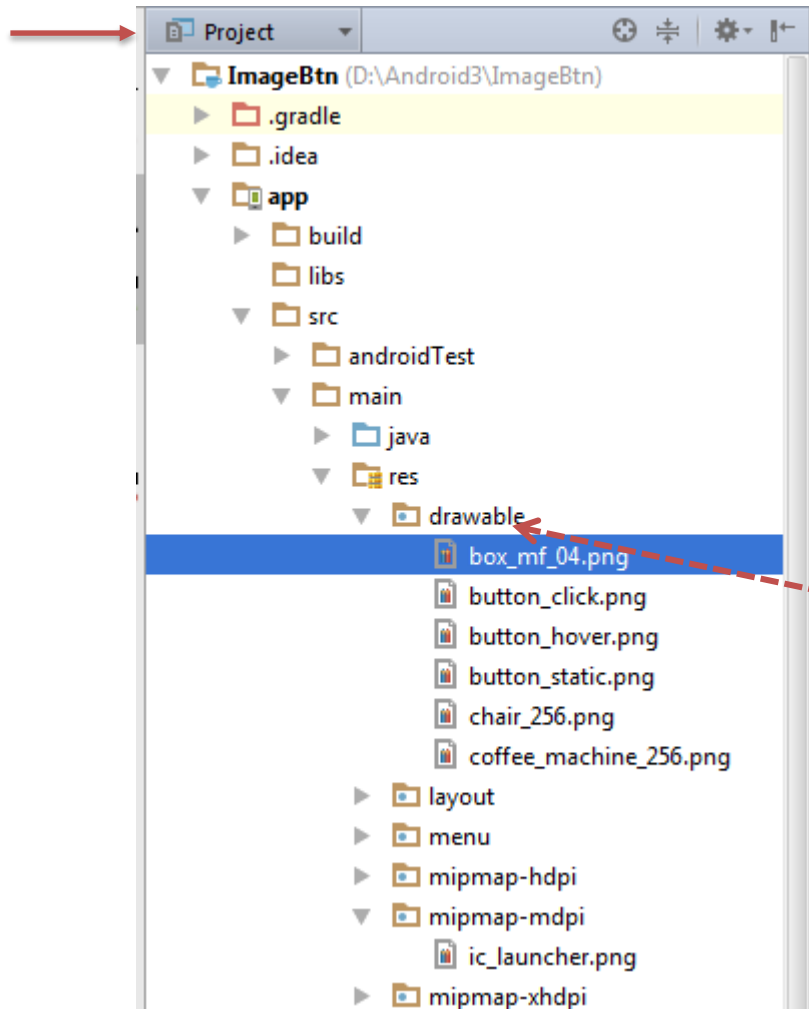 Project
ImageBtn (D:\Android3\ImageBtn)
.gradle
.idea
app
build
libs
src
androidTest
main
java
res
drawable
box_mf_04.png
button_click.png
button_hover.png
button_static.png
chair_256.png
coffee_machine_256.png
layout
menu
mipmap-hdpi
mipmap-mdpi
ic_launcher.png
mipmap-xhdpi